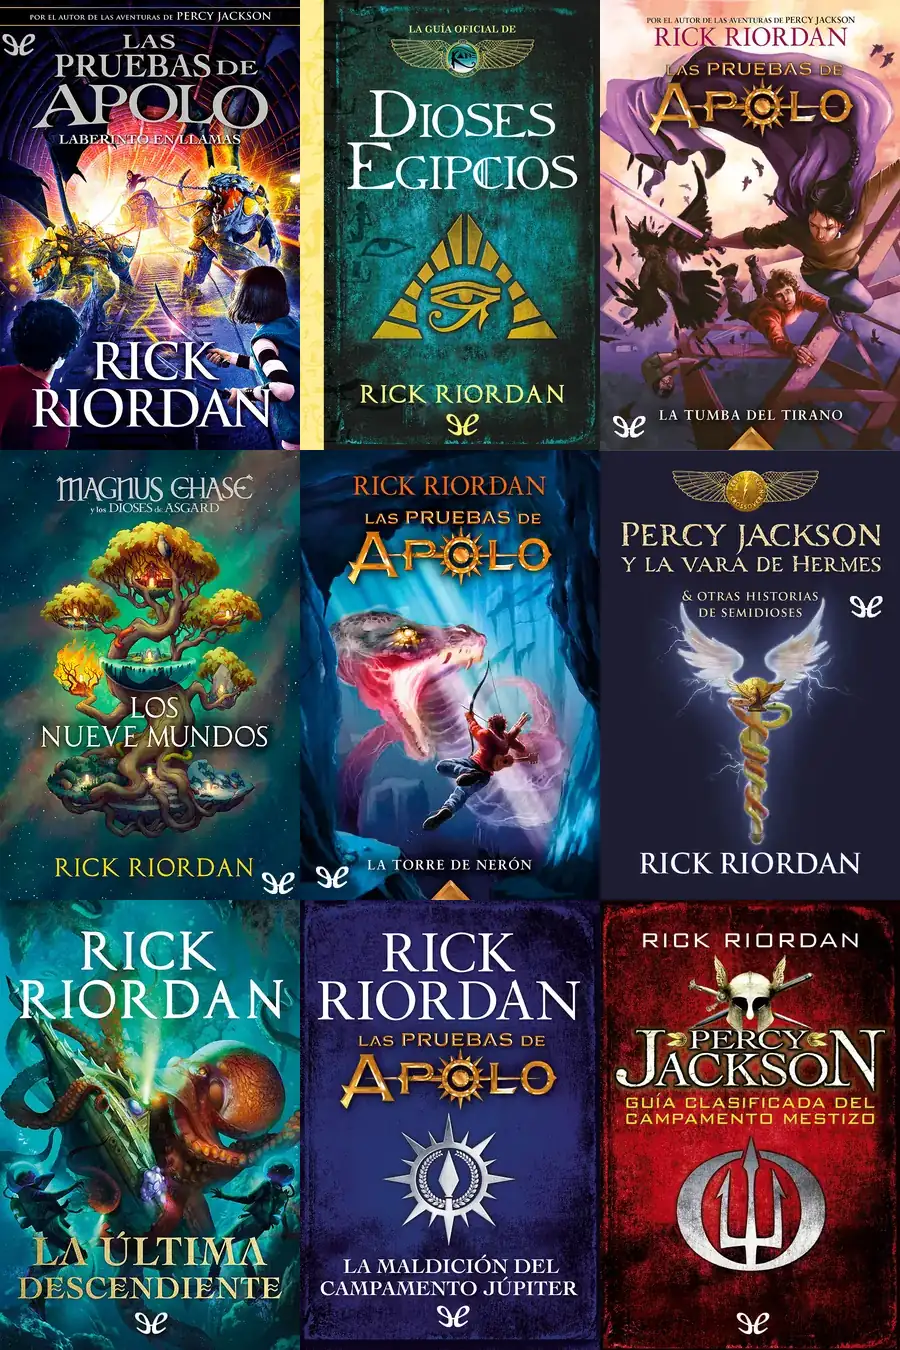 POR EL AUTOR DE LAS AVENTURAS DE PERCY JACKSON
LAS
PRUEBAS DE
APOLO
LABERINTO EN LLAMAS
RICK
RIORDAN
LA GUÍA OFICIAL DE
DIOSES
EGIPCIOS
RICK RIORDAN
POR EL AUTOR DE LAS AVENTURAS DE PERCY JACKSON
RICK RIORDAN
LAS PRUEBAS DE
APOLO
LA TUMBA DEL TIRANO
MAGNUS CHASE
y los DIOSES de ASGARD
LOS
NUEVE MUNDOS
RICK RIORDAN
RICK RIORDAN
LAS PRUEBAS DE
APOLO
LA TORRE DE NERÓN
PERCY JACKSON
Y LA VARA DE HERMES
& OTRAS HISTORIAS
DE SEMIDIOSES
RICK RIORDAN
RICK
RIORDAN
LA ÚLTIMA
DESCENDIENTE
RICK
RIORDAN
LAS PRUEBAS DE
APOLO
LA MALDICIÓN DEL
CAMPAMENTO JÚPITER
RICK RIORDAN
PERCY
JACKSON
GUÍA CLASIFICADA DEL
CAMPAMENTO MESTIZO